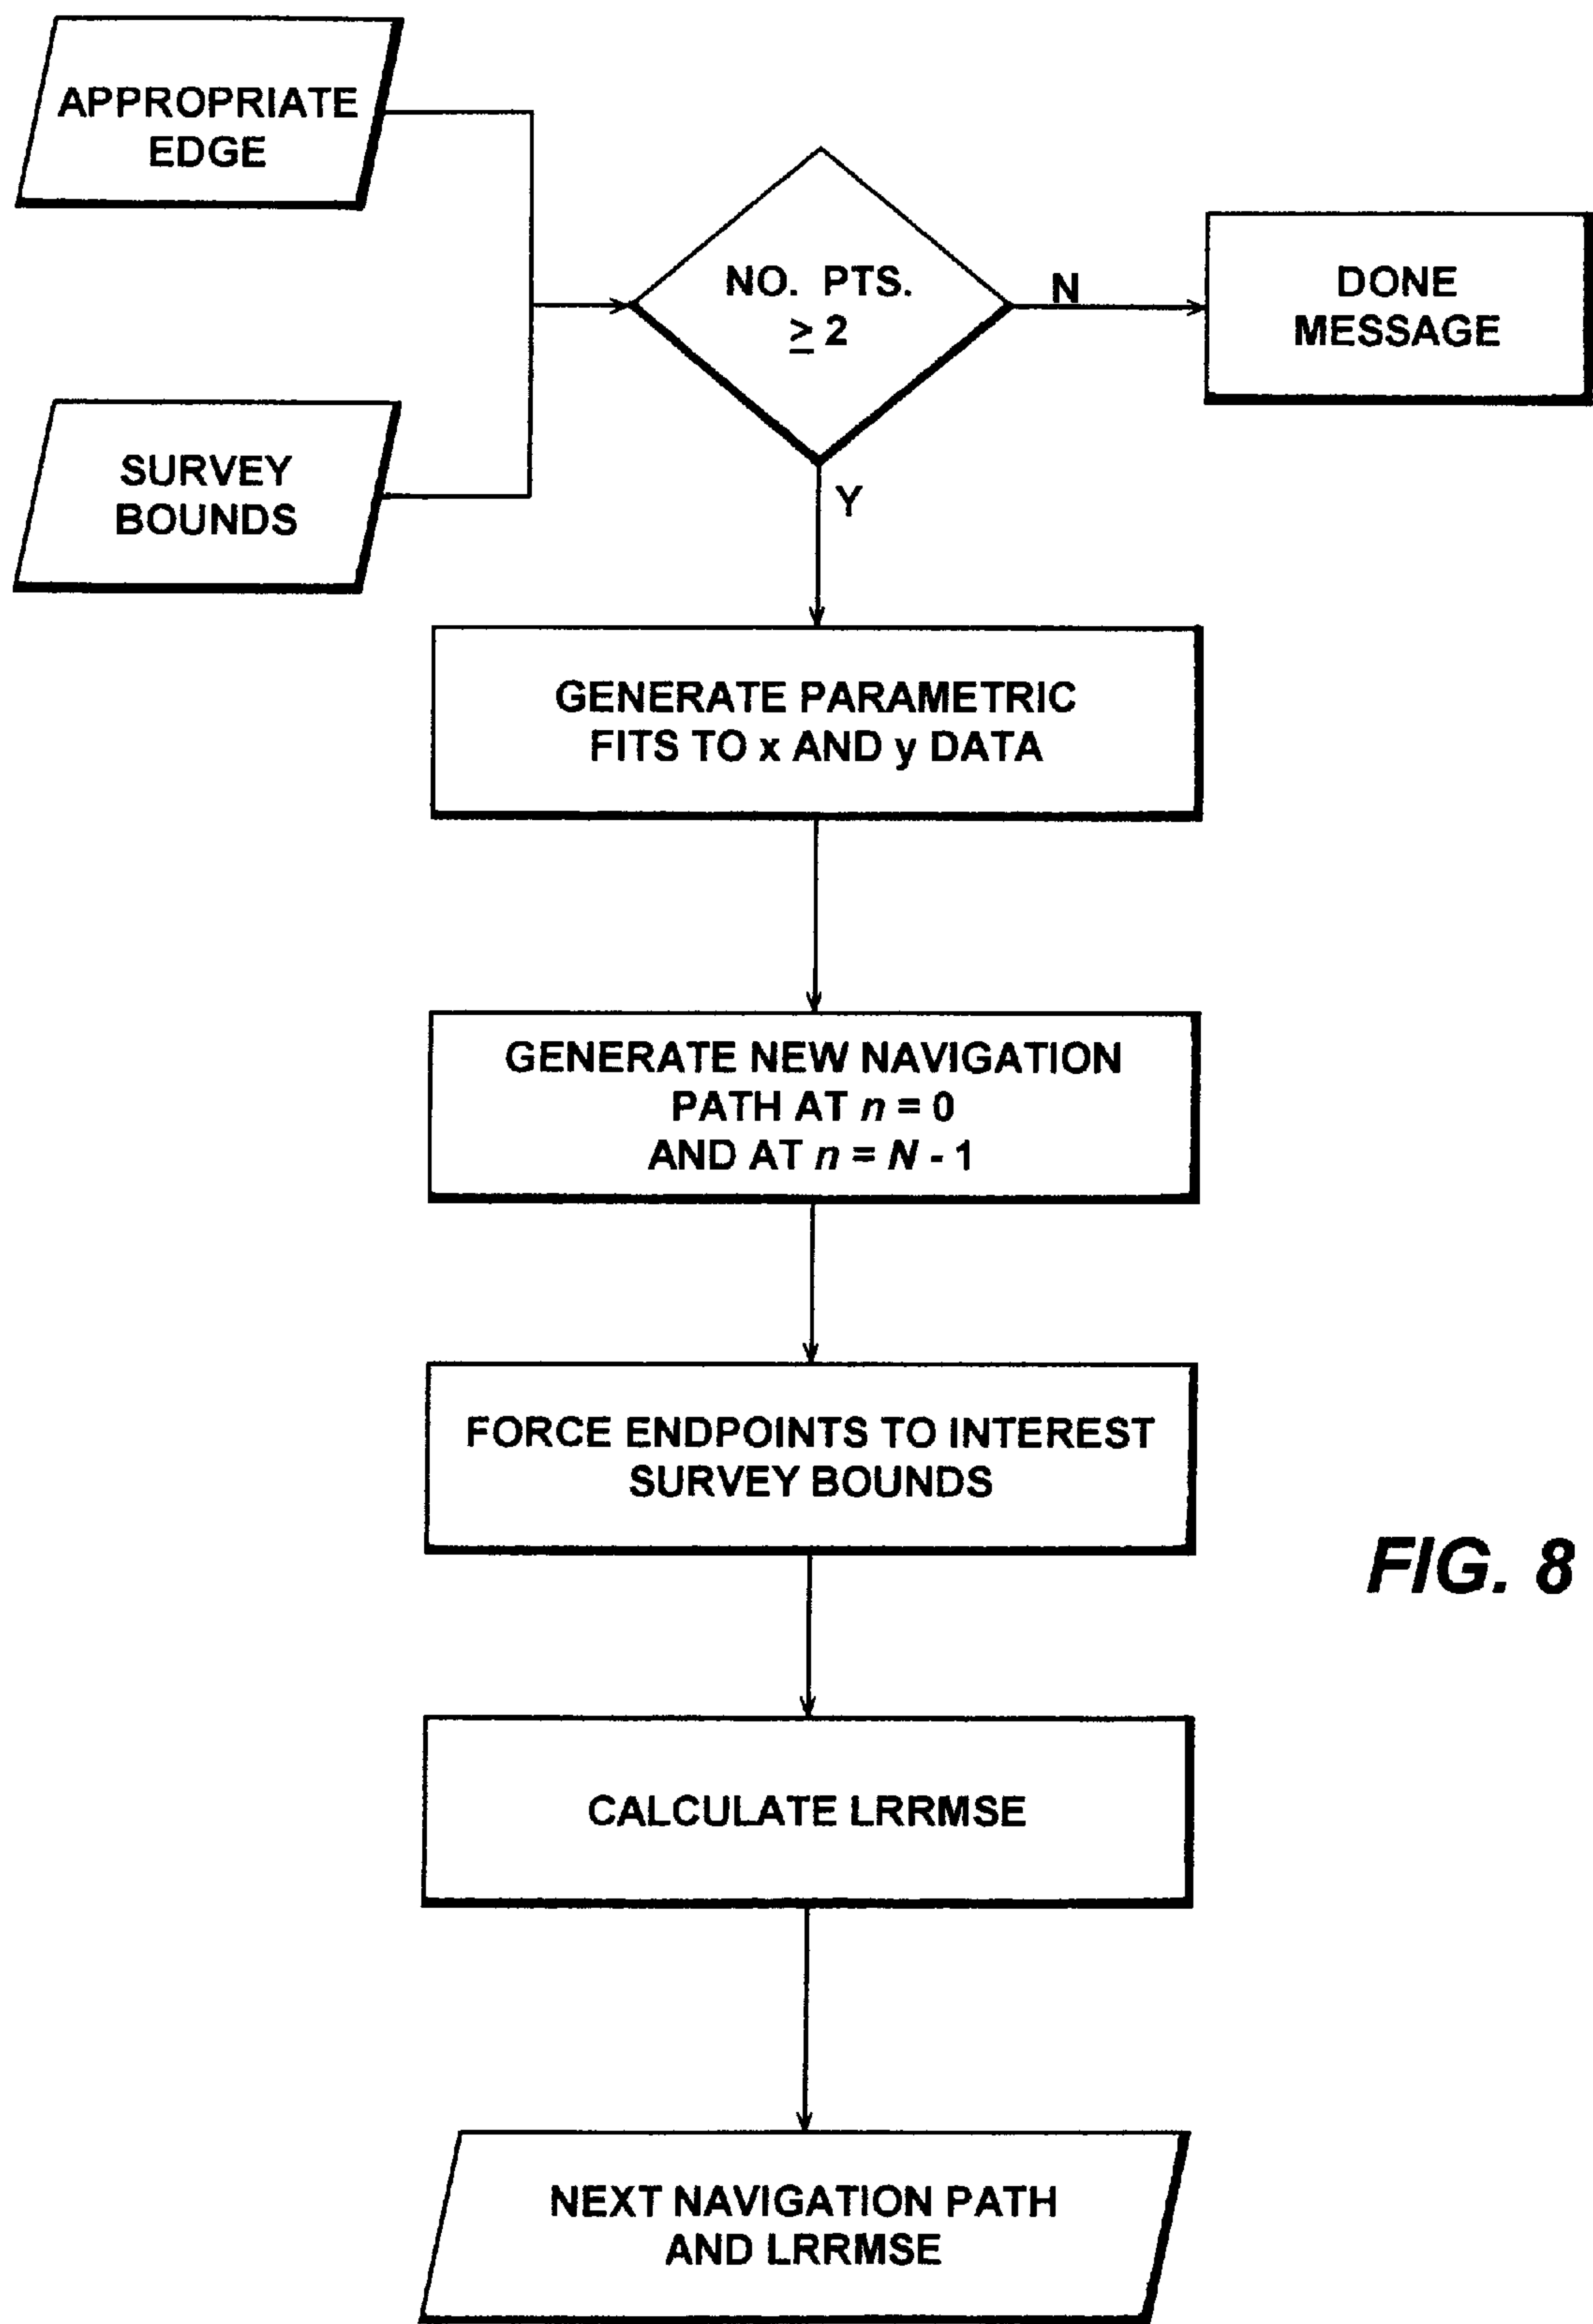 APPROPRIATE
EDGE
SURVEY
BOUNDS
NO. PTS.
≥ 2
N
DONE
MESSAGE
Y
GENERATE PARAMETRIC
FITS TO x AND y DATA
GENERATE NEW NAVIGATION
PATH AT n = 0
AND AT n = N - 1
FORCE ENDPOINTS TO INTEREST
SURVEY BOUNDS
FIG. 8
CALCULATE LRRMSE
NEXT NAVIGATION PATH
AND LRRMSE